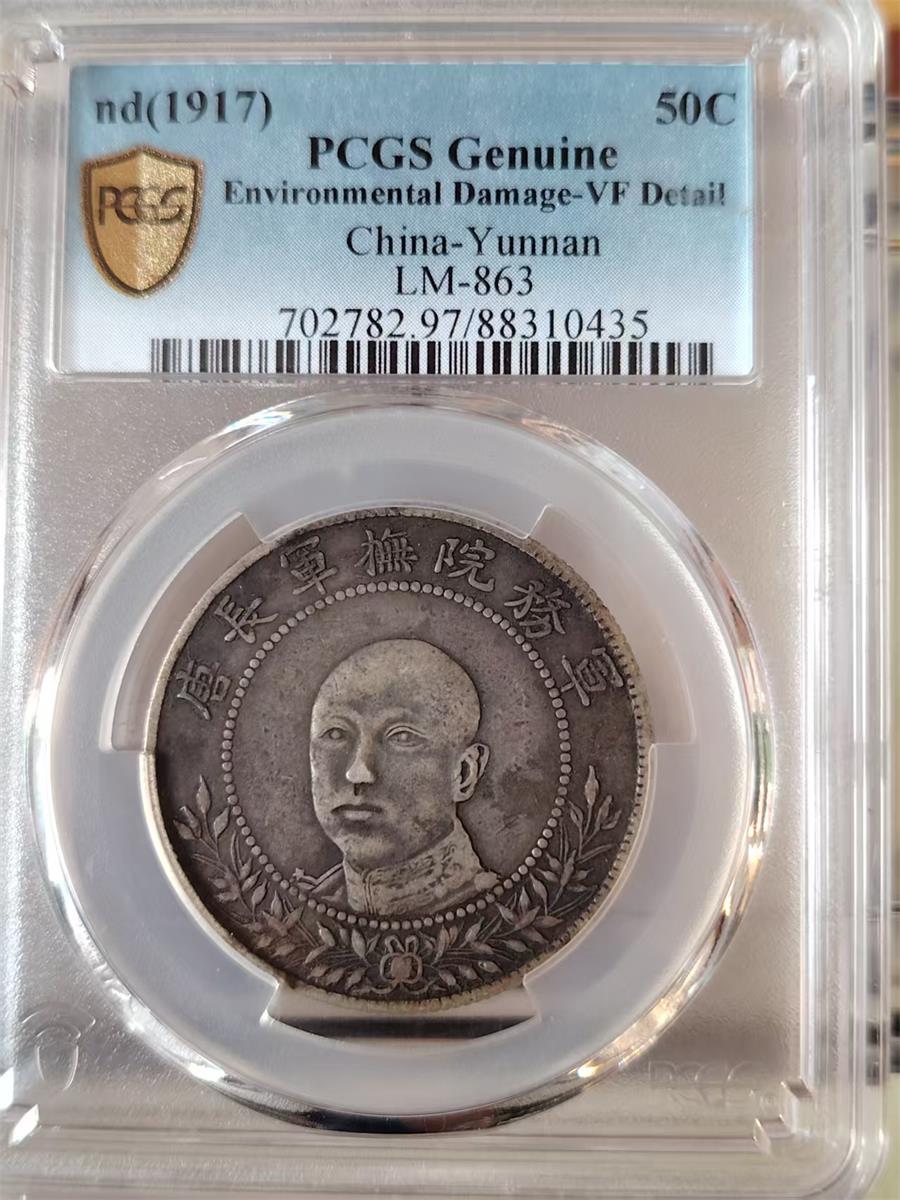 nd(1917) 50C
PCGS Genuine
PCGS
Environmental Damage-VF Detail
China-Yunnan
LM-863
702782.97/88310435
唐長軍撫院務軍
PCGS